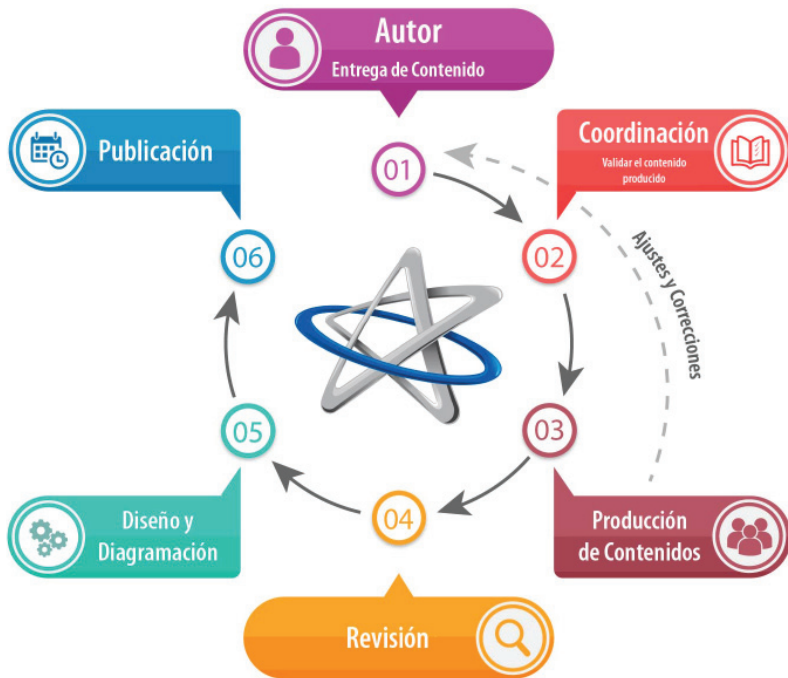 Autor
Entrega de Contenido
01
Coordinación
Validar el contenido
producido
02
Ajustes y Correcciones
03
Producción
de Contenidos
04
Revisión
05
Diseño y
Diagramación
06
Publicación